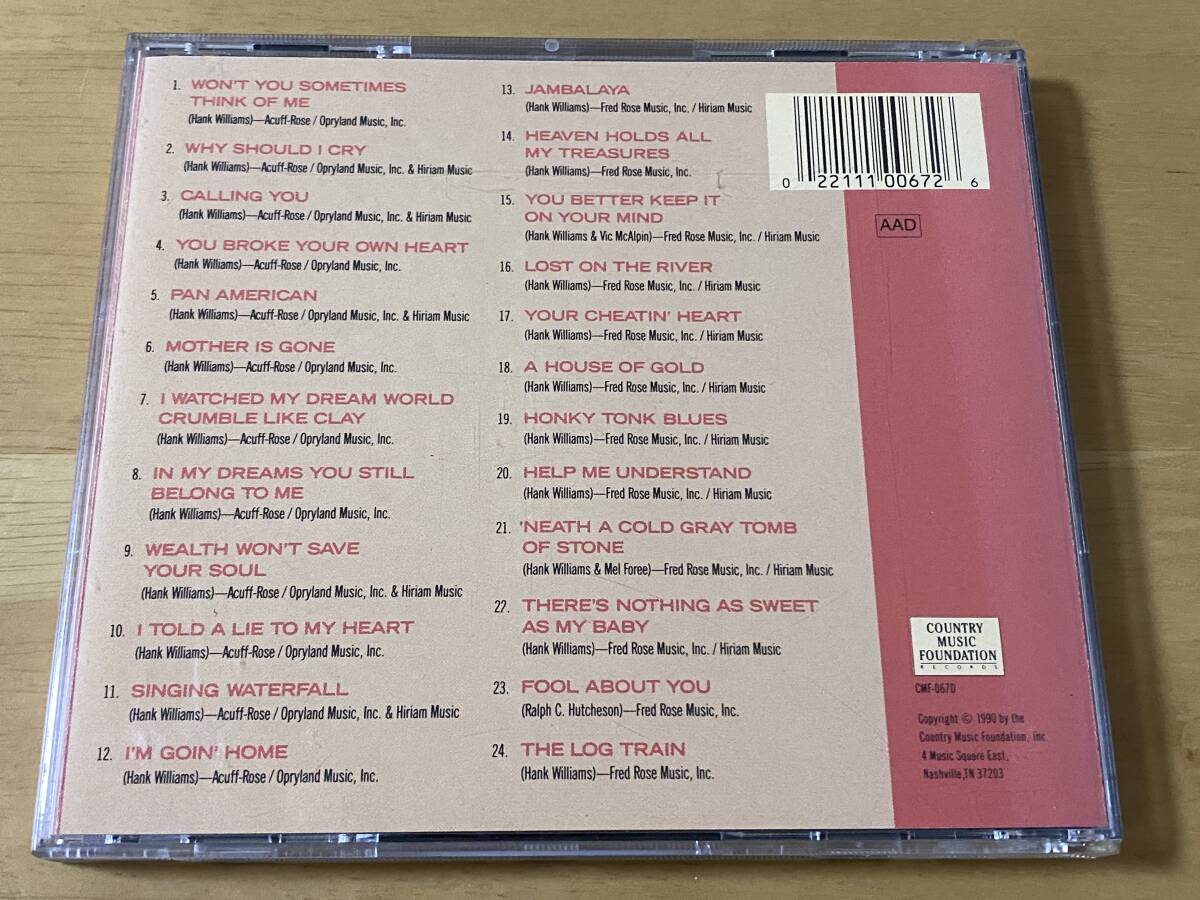 1. WON'T YOU SOMETIMES
THINK OF ME
(Hank Williams)—Acuff-Rose / Opryland Music, Inc.
2. WHY SHOULD I CRY
(Hank Williams)—Acuff-Rose / Opryland Music, Inc. & Hiriam Music
3. CALLING YOU
(Hank Williams)—Acuff-Rose / Opryland Music, Inc. & Hiriam Music
4. YOU BROKE YOUR OWN HEART
(Hank Williams)—Acuff-Rose / Opryland Music, Inc.
5. PAN AMERICAN
(Hank Williams)—Acuff-Rose / Opryland Music, Inc. & Hiriam Music
6. MOTHER IS GONE
(Hank Williams)—Acuff-Rose / Opryland Music, Inc.
7. I WATCHED MY DREAM WORLD
CRUMBLE LIKE CLAY
(Hank Williams)—Acuff-Rose / Opryland Music, Inc.
8. IN MY DREAMS YOU STILL
BELONG TO ME
(Hank Williams)—Acuff-Rose / Opryland Music, Inc.
9. WEALTH WON'T SAVE
YOUR SOUL
(Hank Williams)—Acuff-Rose / Opryland Music, Inc. & Hiriam Music
10. I TOLD A LIE TO MY HEART
(Hank Williams)—Acuff-Rose / Opryland Music, Inc.
11. SINGING WATERFALL
(Hank Williams)—Acuff-Rose / Opryland Music, Inc. & Hiriam Music
12. I'M GOIN' HOME
(Hank Williams)—Acuff-Rose / Opryland Music, Inc.
13. JAMBALAYA
(Hank Williams)—Fred Rose Music, Inc. / Hiriam Music
14. HEAVEN HOLDS ALL
MY TREASURES
(Hank Williams)—Fred Rose Music, Inc.
15. YOU BETTER KEEP IT
ON YOUR MIND
(Hank Williams & Vic McAlpin)—Fred Rose Music, Inc. / Hiriam Music
16. LOST ON THE RIVER
(Hank Williams)—Fred Rose Music, Inc. / Hiriam Music
17. YOUR CHEATIN' HEART
(Hank Williams)—Fred Rose Music, Inc. / Hiriam Music
18. A HOUSE OF GOLD
(Hank Williams)—Fred Rose Music, Inc. / Hiriam Music
19. HONKY TONK BLUES
(Hank Williams)—Fred Rose Music, Inc. / Hiriam Music
20. HELP ME UNDERSTAND
(Hank Williams)—Fred Rose Music, Inc. / Hiriam Music
21. 'NEATH A COLD GRAY TOMB
OF STONE
(Hank Williams & Mel Foree)—Fred Rose Music, Inc. / Hiriam Music
22. THERE'S NOTHING AS SWEET
AS MY BABY
(Hank Williams)—Fred Rose Music, Inc. / Hiriam Music
23. FOOL ABOUT YOU
(Ralph C. Hutcheson)—Fred Rose Music, Inc.
24. THE LOG TRAIN
(Hank Williams)—Fred Rose Music, Inc.
0 22111 00672 6
AAD
COUNTRY
MUSIC
FOUNDATION
RECORDS
CMF-067D
Copyright © 1990 by the
Country Music Foundation, Inc.
4 Music Square East,
Nashville, TN 37203